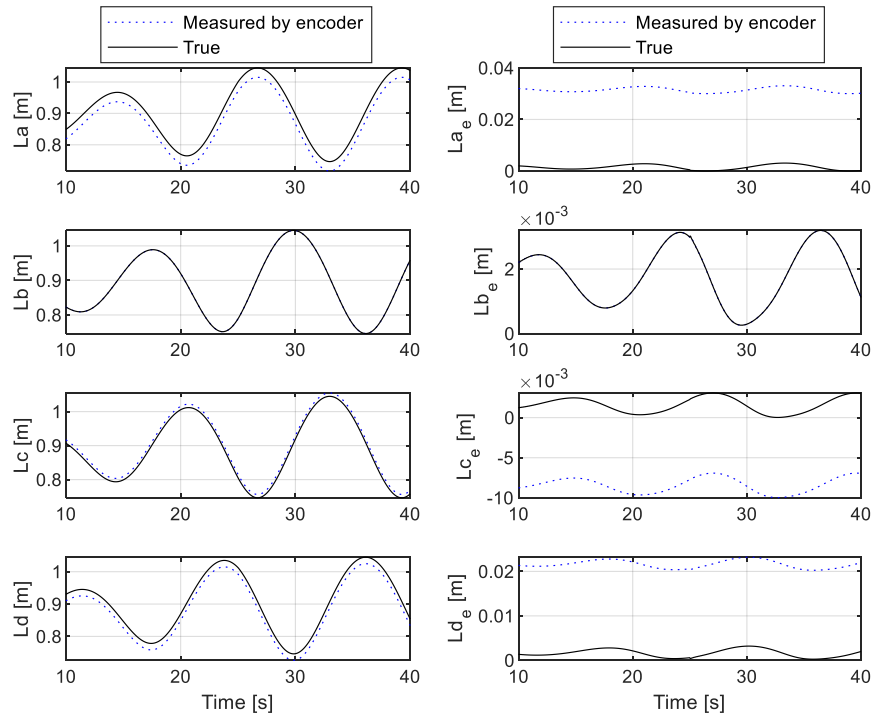 Measured by encoder
True
Measured by encoder
True
La [m]
1
0.9
0.8
10 20 30 40
La_e [m]
0.04
0.02
0
10 20 30 40
Lb [m]
1
0.9
0.8
10 20 30 40
×10^-3
Lb_e [m]
2
0
10 20 30 40
Lc [m]
1
0.9
0.8
10 20 30 40
×10^-3
Lc_e [m]
0
-5
-10
10 20 30 40
Ld [m]
1
0.9
0.8
10 20 30 40
Time [s]
Ld_e [m]
0.02
0.01
0
10 20 30 40
Time [s]